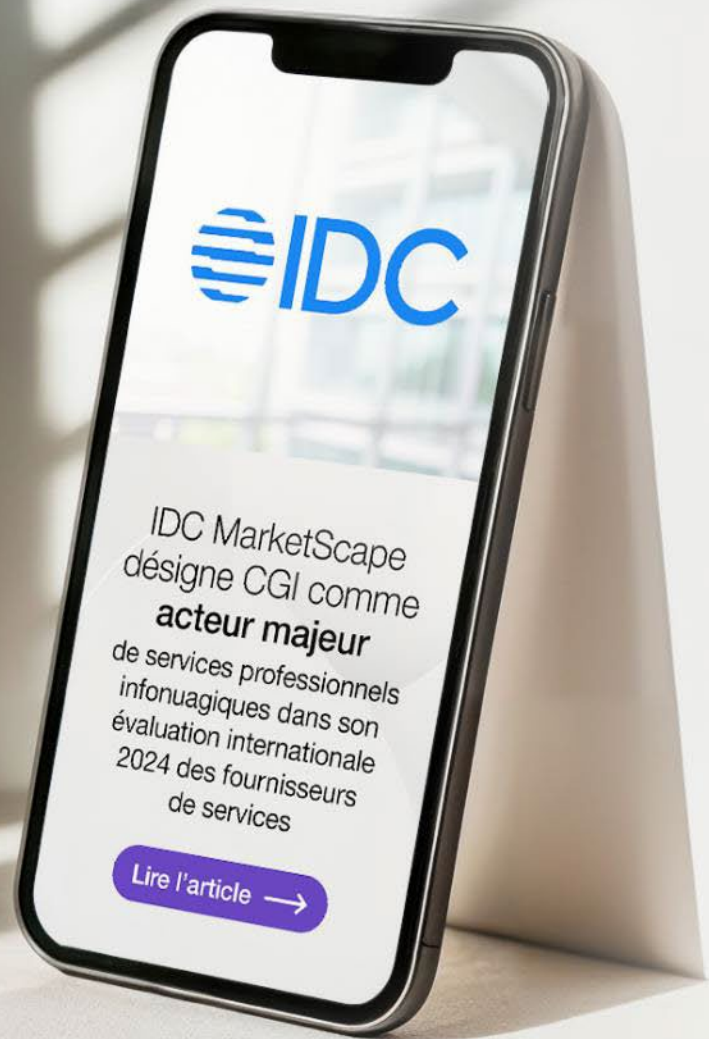 IDC
IDC MarketScape
désigne CGI comme
acteur majeur
de services professionnels
infonuagiques dans son
évaluation internationale
2024 des fournisseurs
de services
Lire l'article →